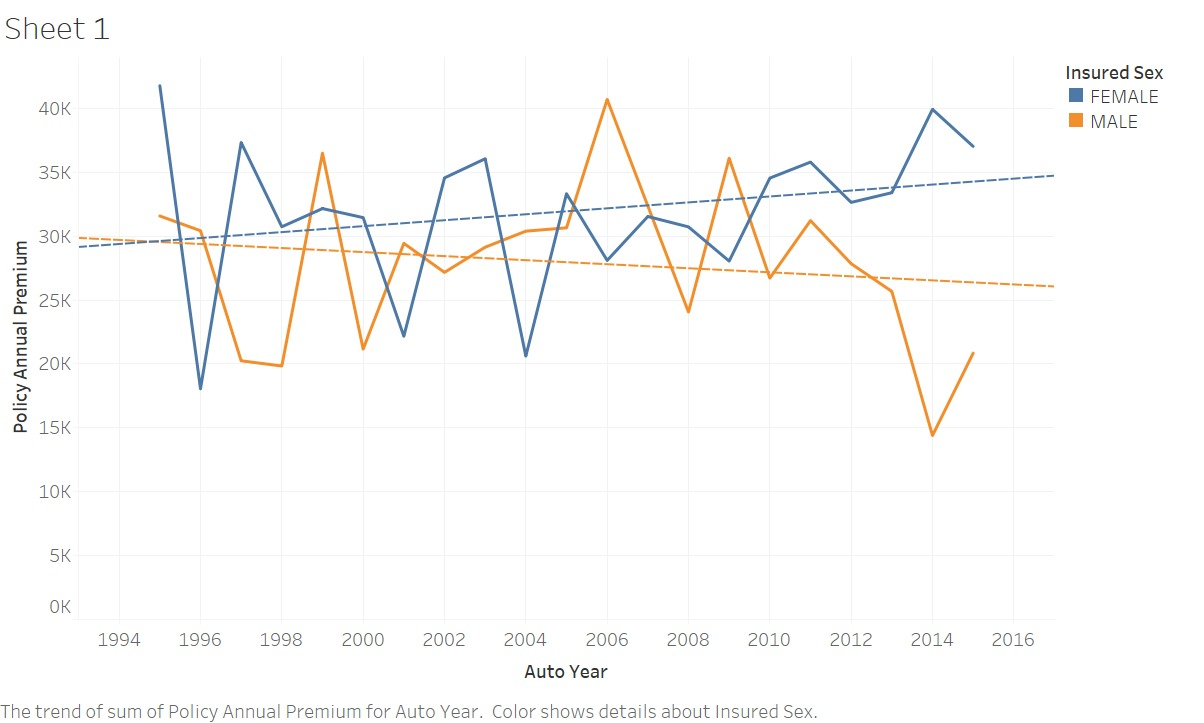 Sheet 1
Insured Sex
FEMALE
MALE
Policy Annual Premium
40K
35K
30K
25K
20K
15K
10K
5K
0K
1994 1996 1998 2000 2002 2004 2006 2008 2010 2012 2014 2016
Auto Year
The trend of sum of Policy Annual Premium for Auto Year. Color shows details about Insured Sex.